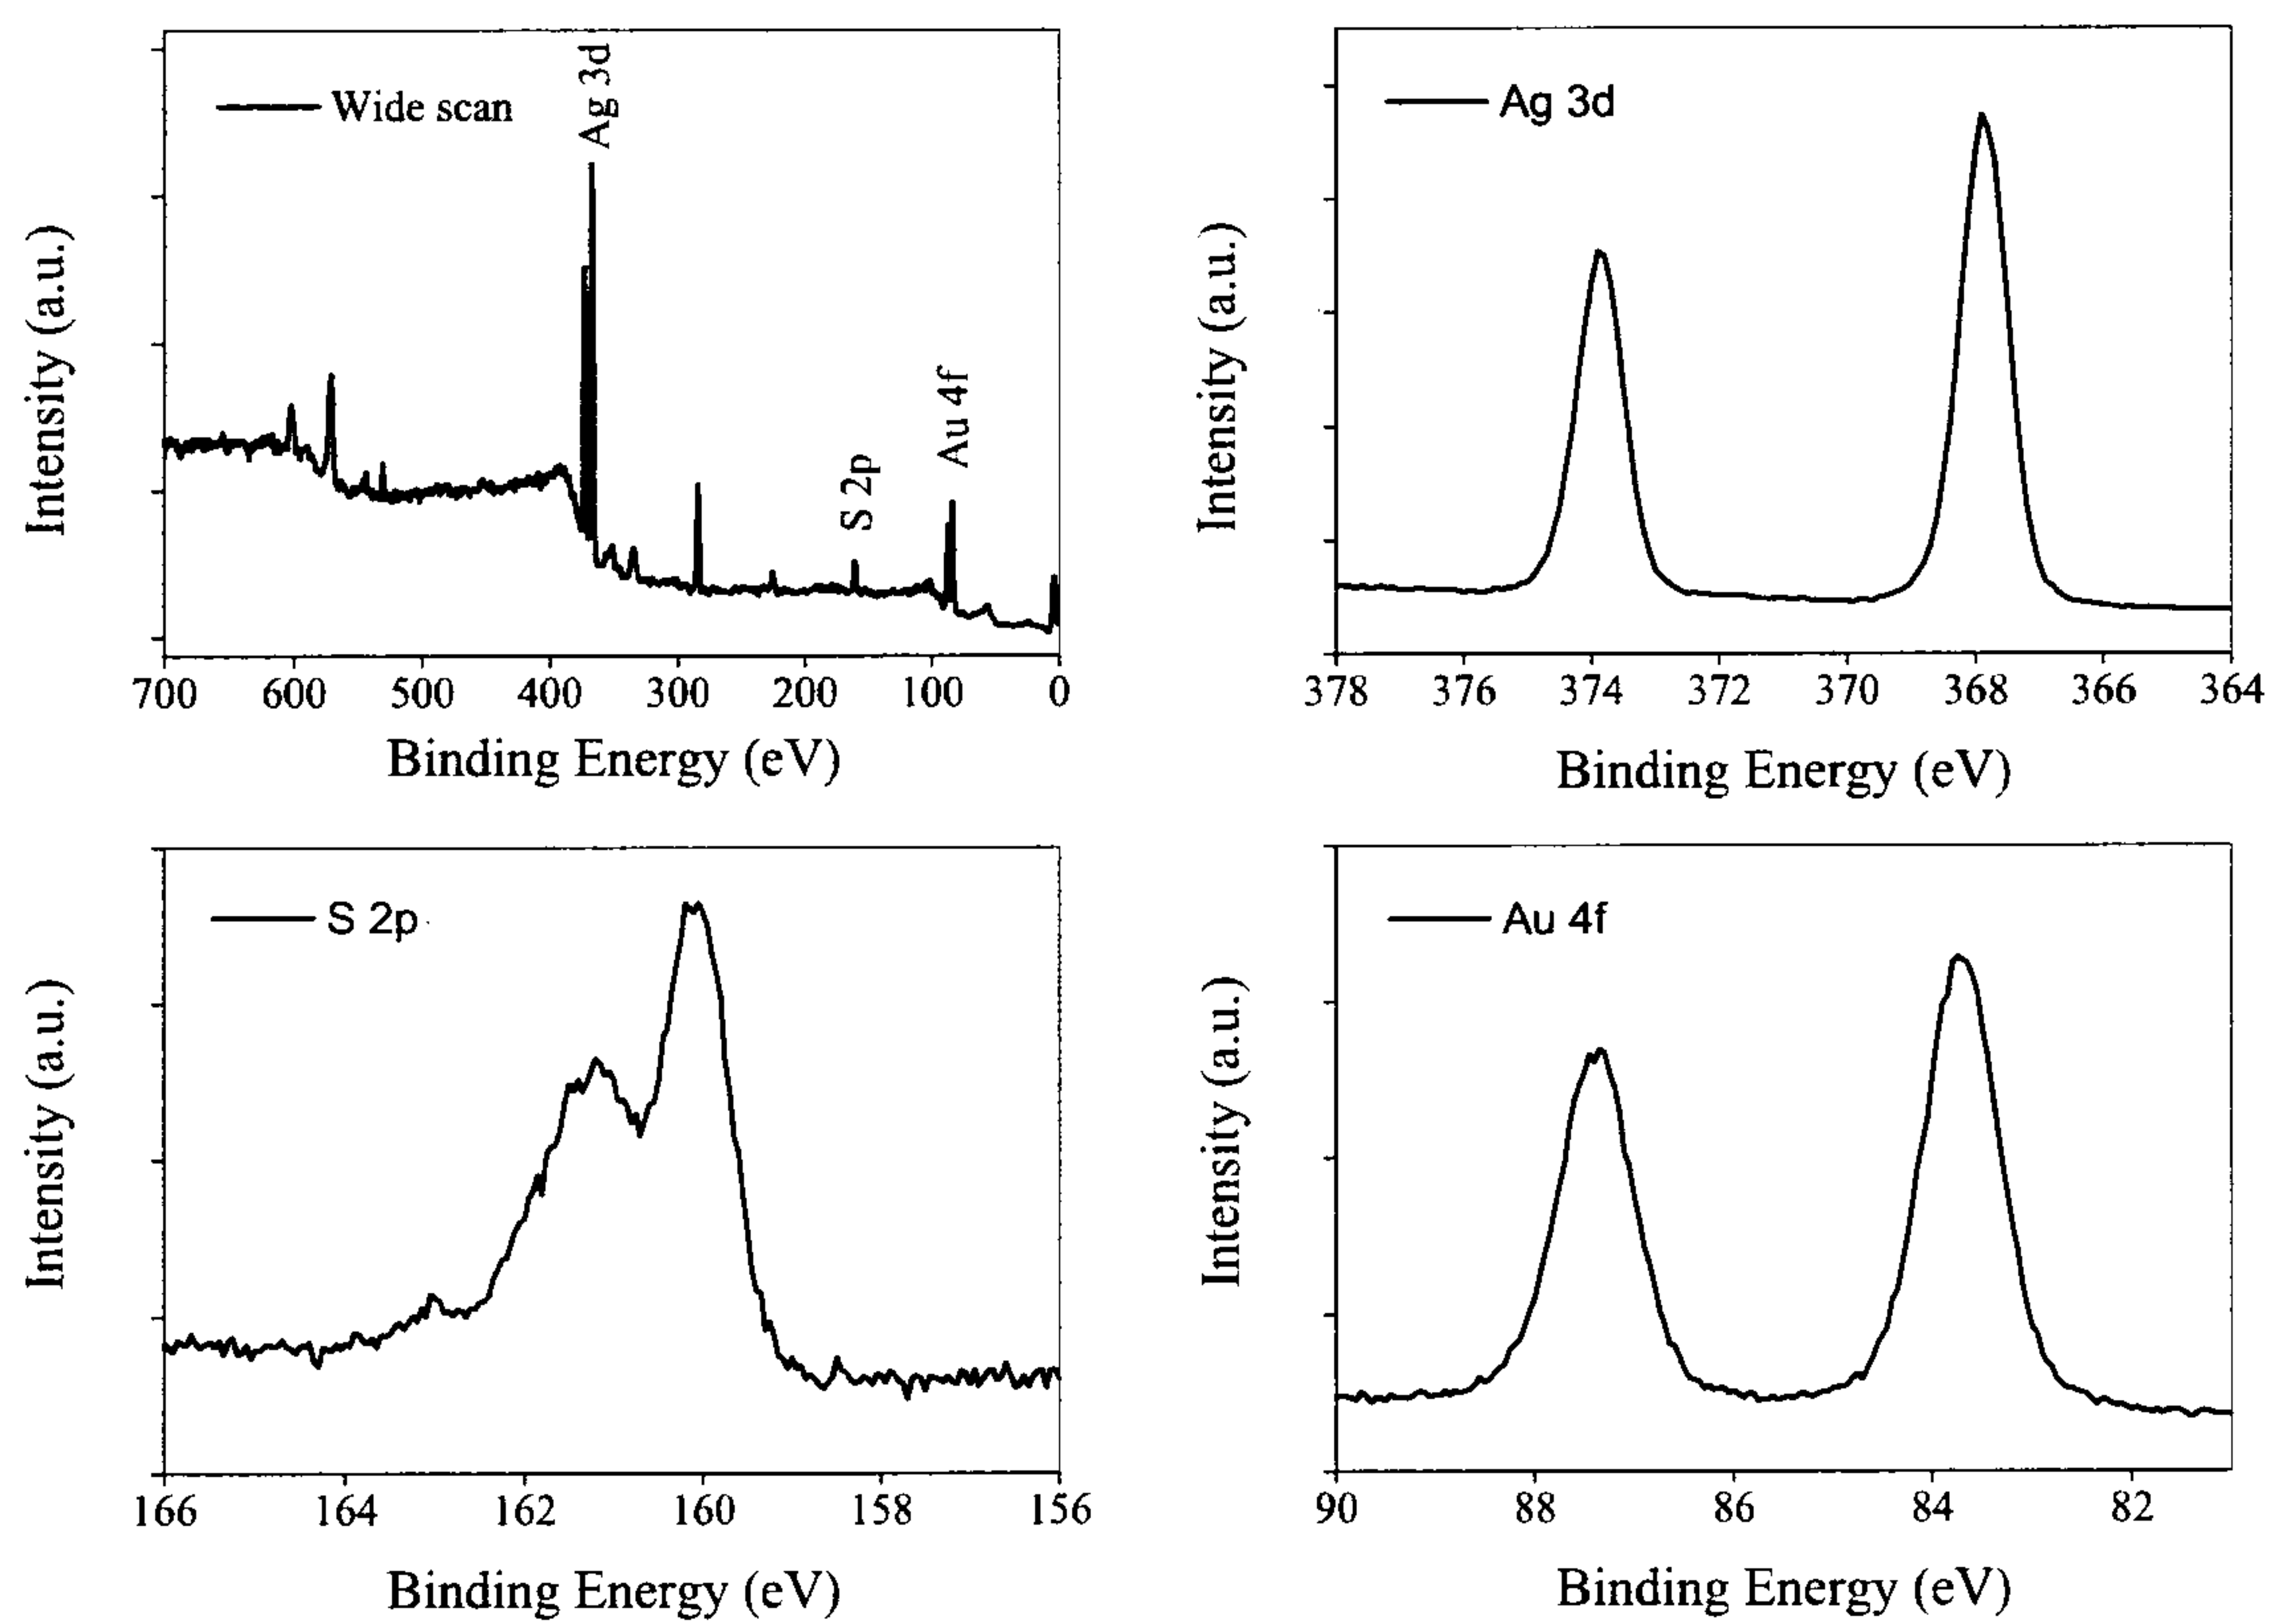 Wide scan
Ag 3d
S 2p
Au 4f
Intensity (a.u.)
700 600 500 400 300 200 100 0
Binding Energy (eV)
Ag 3d
Intensity (a.u.)
378 376 374 372 370 368 366 364
Binding Energy (eV)
S 2p
Intensity (a.u.)
166 164 162 160 158 156
Binding Energy (eV)
Au 4f
Intensity (a.u.)
90 88 86 84 82
Binding Energy (eV)